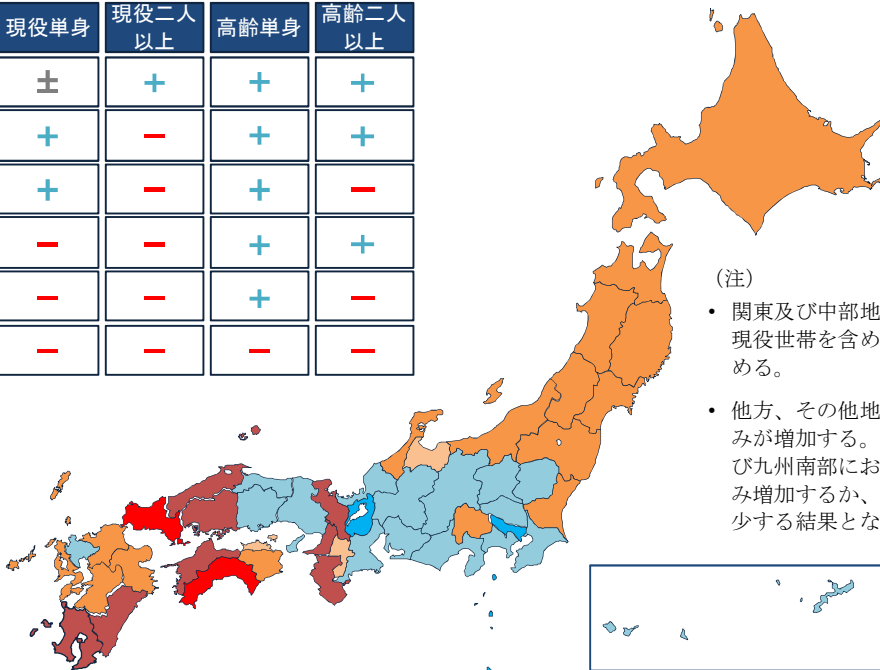 現役単身 現役二人以上 高齢単身 高齢二人以上
± + + +
+ − + +
+ − + −
− − + +
− − + −
− − − −
（注）
• 関東及び中部地
現役世帯を含め
める。
• 他方、その他地
みが増加する。
び九州南部にお
み増加するか、
少する結果とな